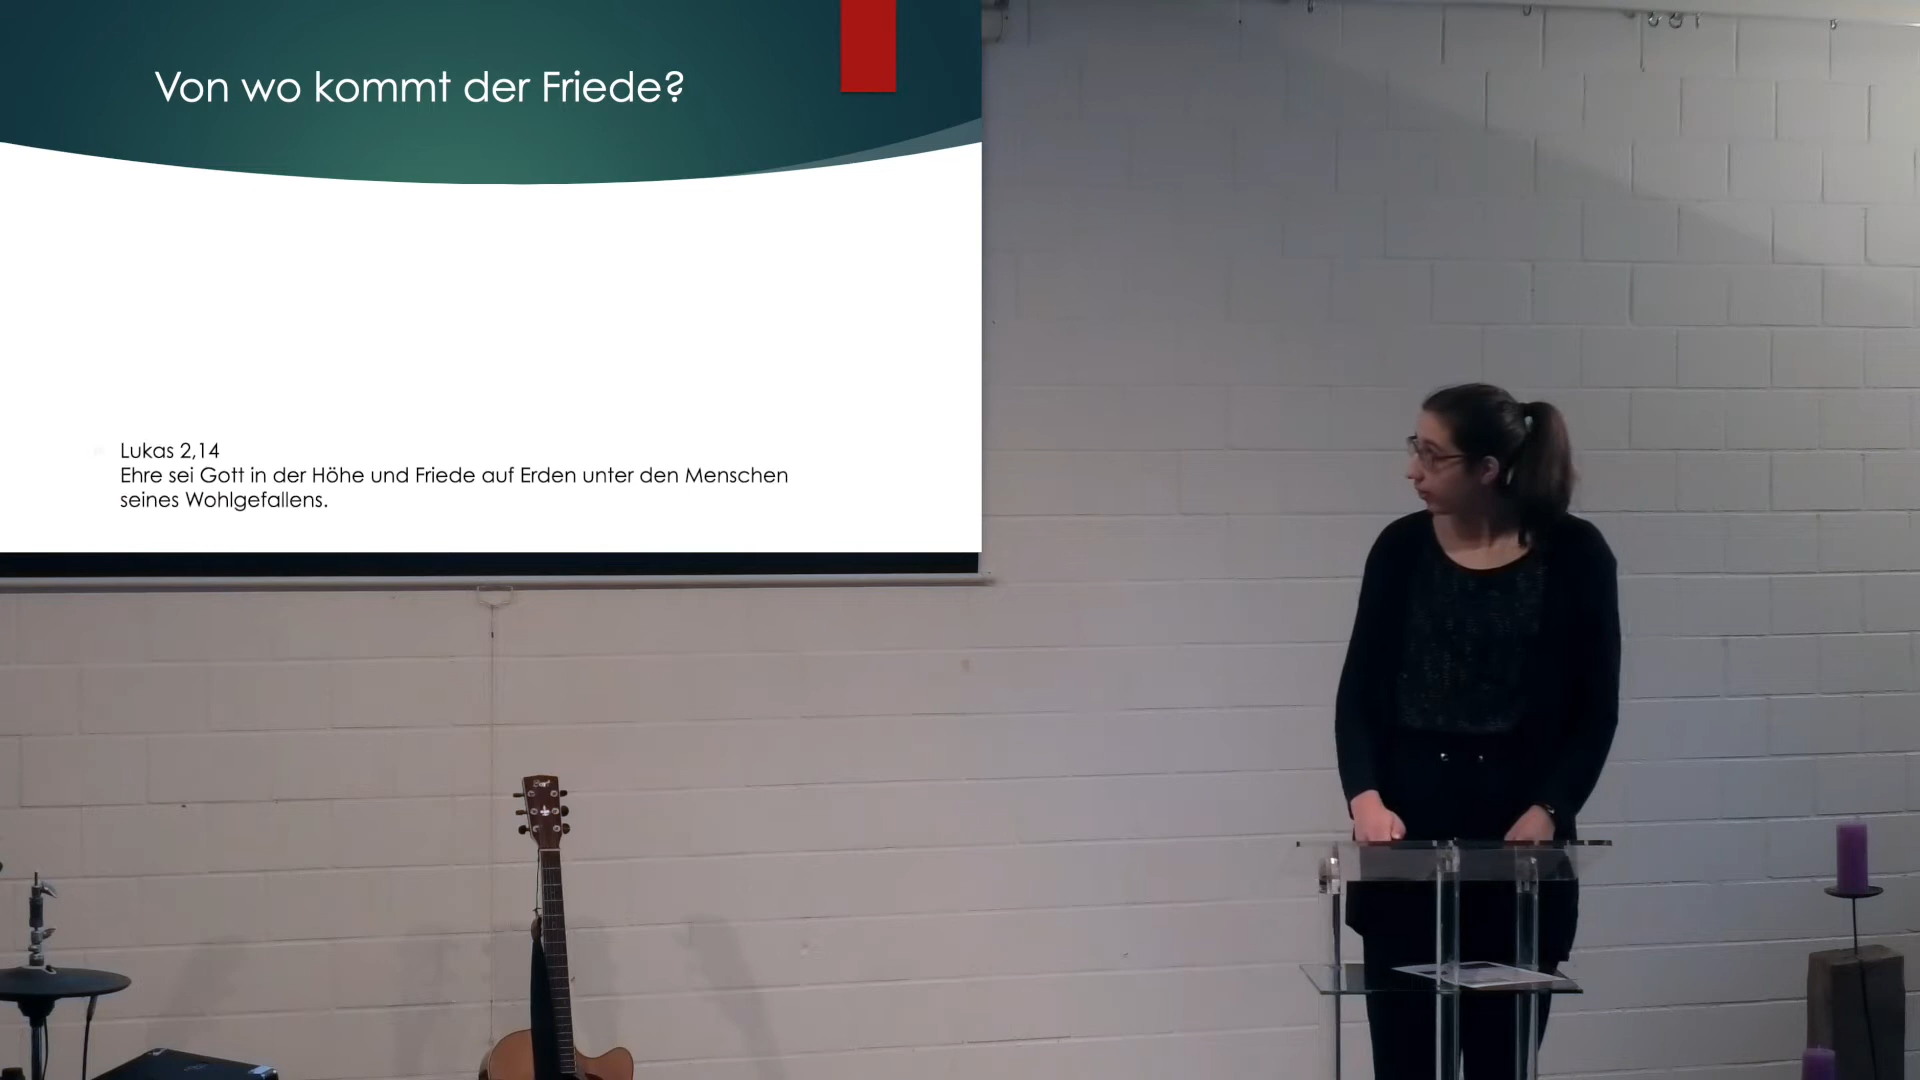 Von wo kommt der Friede?
Lukas 2,14
Ehre sei Gott in der Höhe und Friede auf Erden unter den Menschen
seines Wohlgefallens.